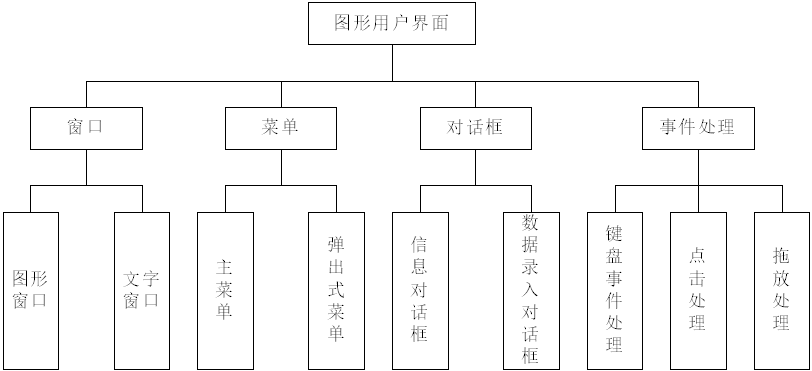 图形用户界面
窗口
菜单
对话框
事件处理
图形
窗口
文字
窗口
主菜单
弹出式菜单
信息对话框
数据录入对话框
键盘事件处理
点击处理
拖放处理